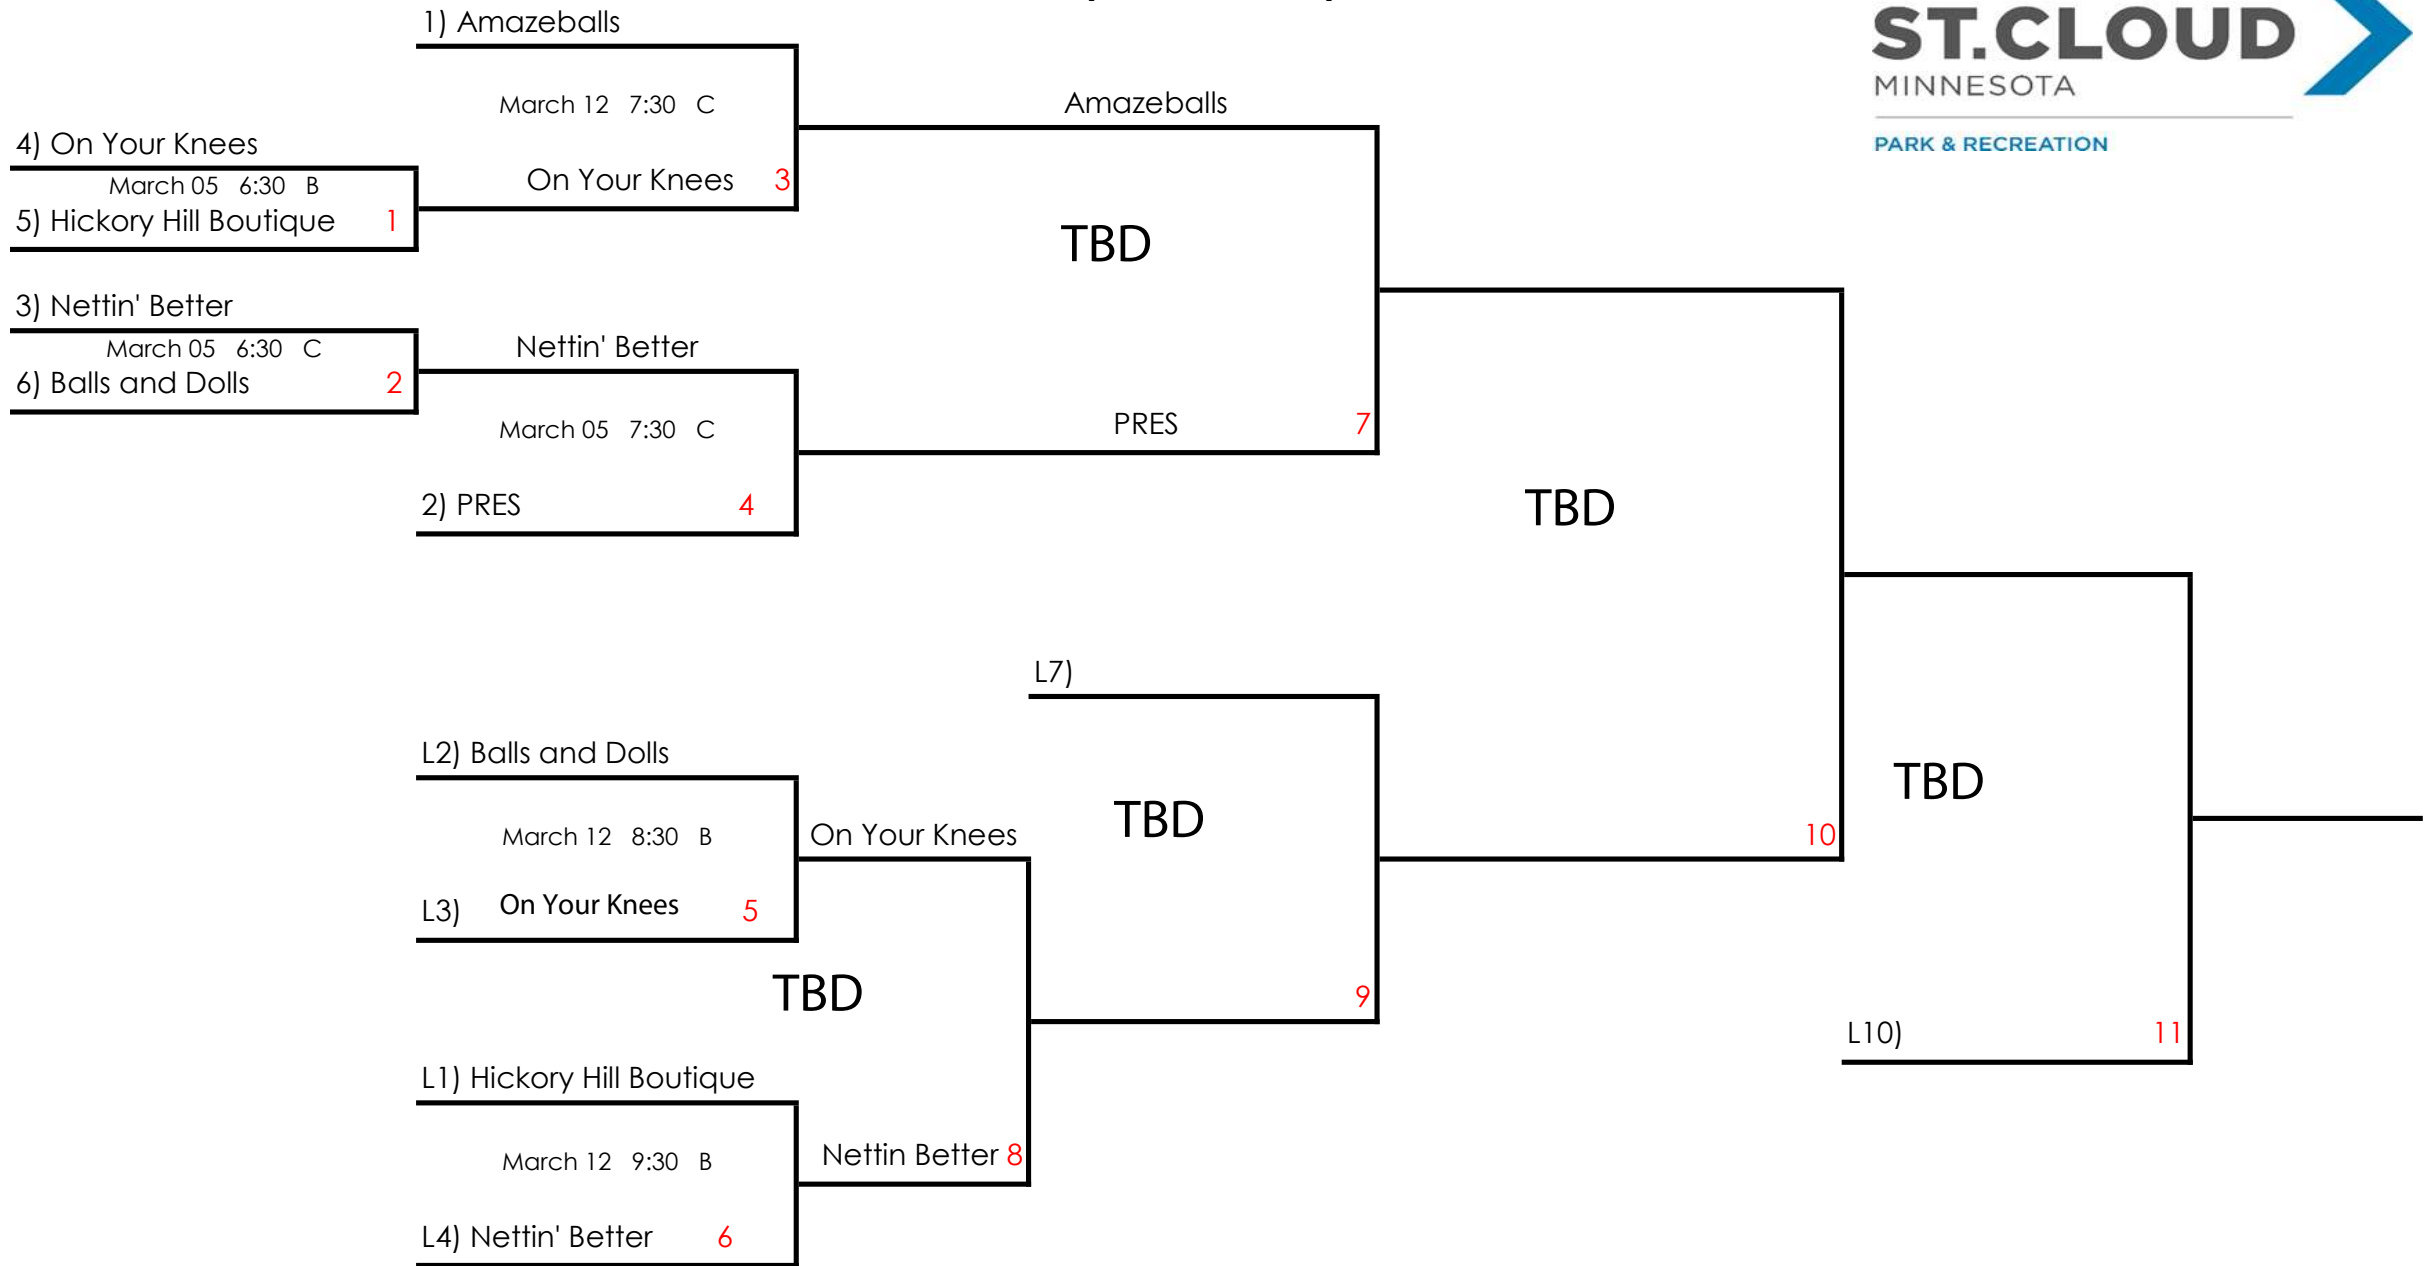 1) Amazeballs
ST.CLOUD
MINNESOTA
PARK & RECREATION
March 12 7:30 C
Amazeballs
4) On Your Knees
March 05 6:30 B
On Your Knees 3
5) Hickory Hill Boutique 1
TBD
3) Nettin' Better
March 05 6:30 C
Nettin' Better
6) Balls and Dolls 2
March 05 7:30 C
PRES 7
2) PRES 4
TBD
L7)
L2) Balls and Dolls
TBD
March 12 8:30 B
On Your Knees
TBD
10
L3) On Your Knees 5
TBD
9
L10) 11
L1) Hickory Hill Boutique
March 12 9:30 B
Nettin Better 8
L4) Nettin' Better 6